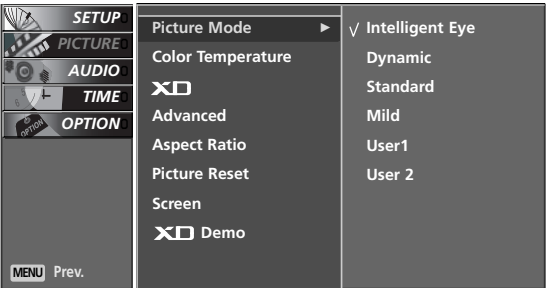 SETUP
PICTURE
AUDIO
TIME
OPTION
MENU Prev.
Picture Mode ►
Color Temperature
XD
Advanced
Aspect Ratio
Picture Reset
Screen
XD Demo
√ Intelligent Eye
Dynamic
Standard
Mild
User1
User 2